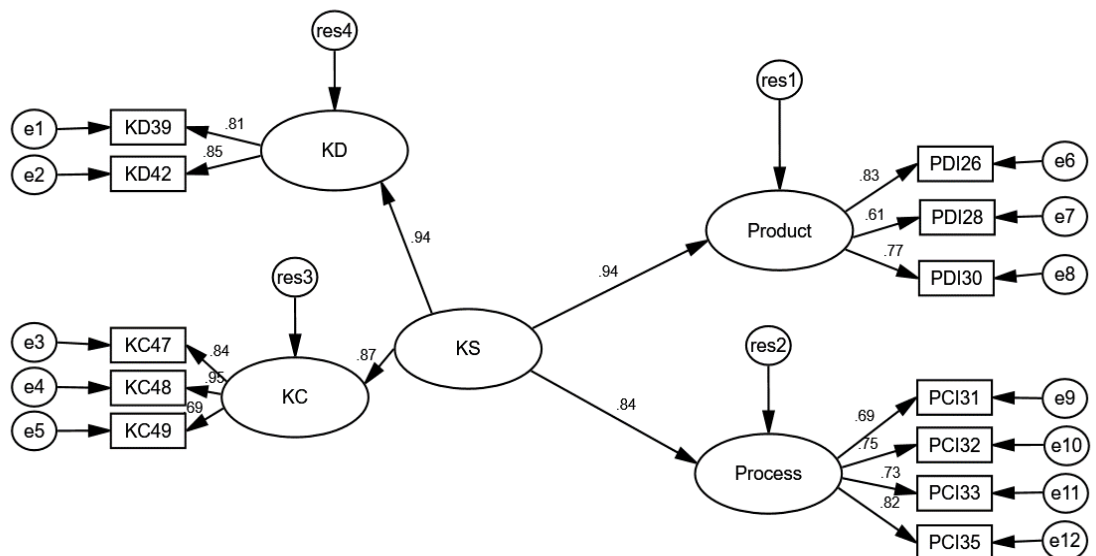 res4
e1
KD39
.81
KD
e2
KD42
.85
.94
res3
e3
KC47
.84
e4
KC48
.95
e5
KC49
.69
KC
.87
KS
res1
.94
Product
.83
PDI26
e6
.61
PDI28
e7
.77
PDI30
e8
res2
.84
Process
.69
PCI31
e9
.75
PCI32
e10
.73
PCI33
e11
.82
PCI35
e12